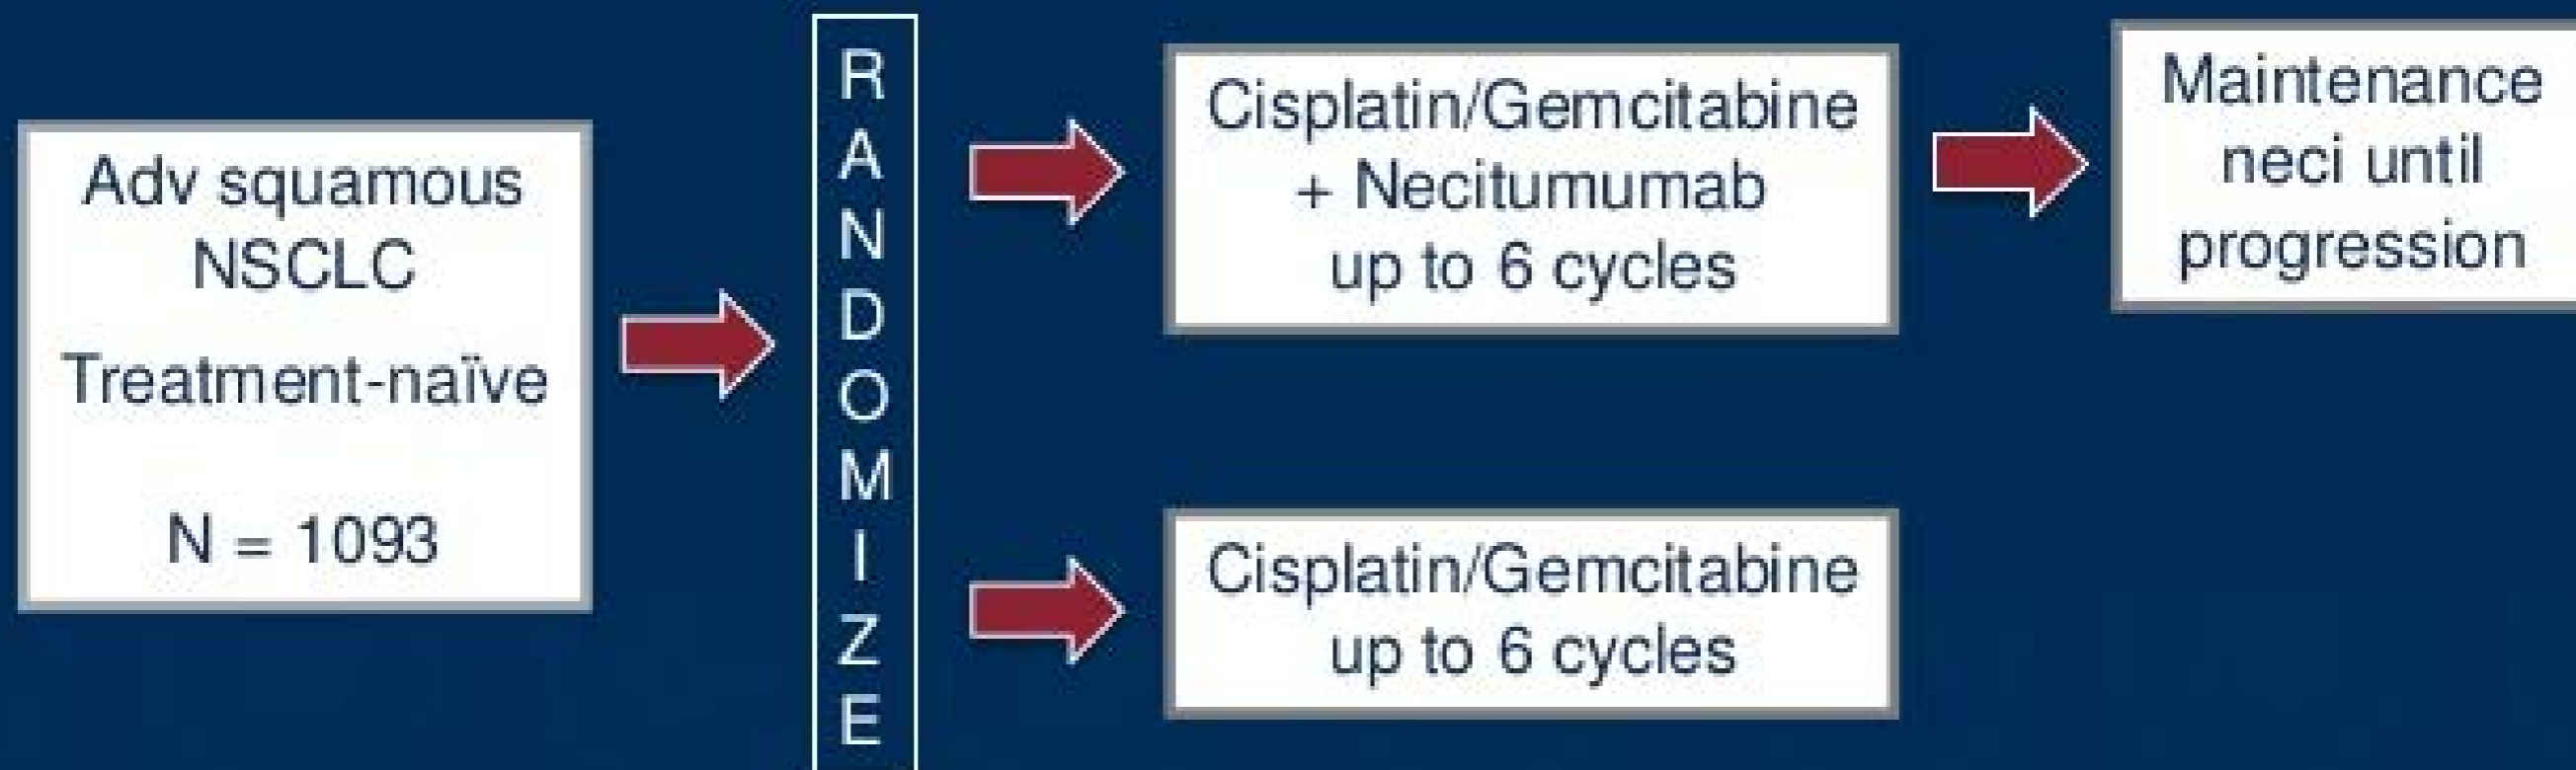 Adv squamous
NSCLC
Treatment-naïve
N = 1093
RANDOMIZE
Cisplatin/Gemcitabine
+ Necitumumab
up to 6 cycles
Maintenance
neci until
progression
Cisplatin/Gemcitabine
up to 6 cycles